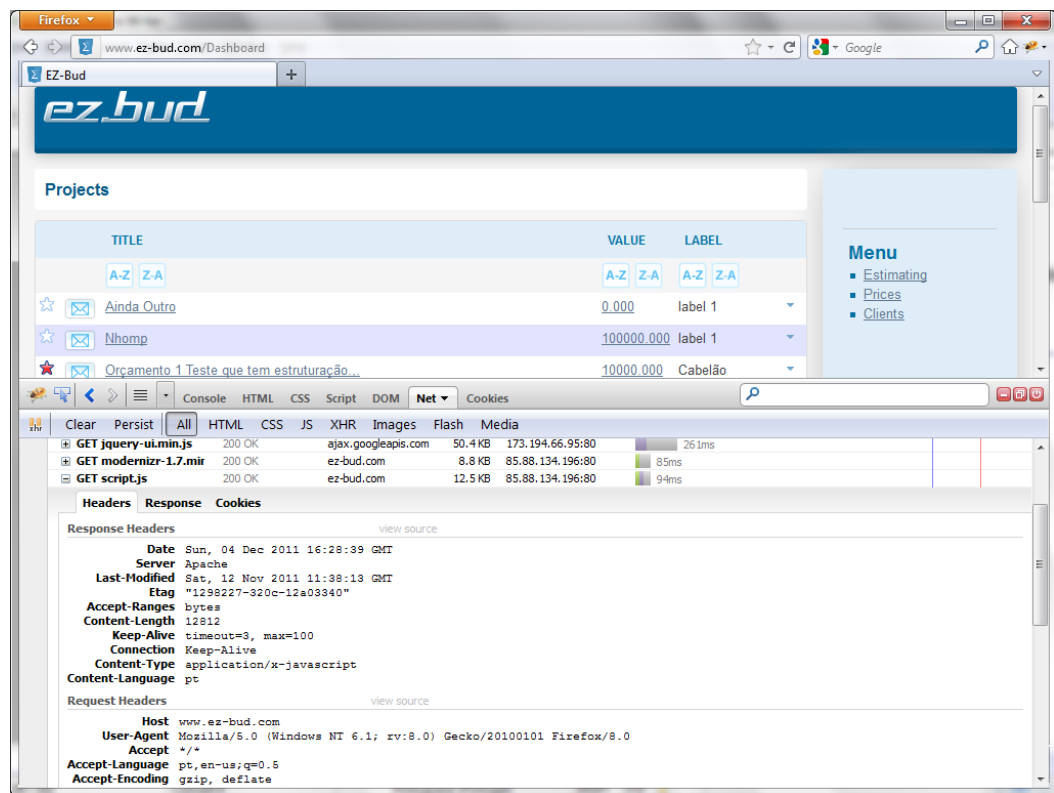 Firefox
www.ez-bud.com/Dashboard
Google
EZ-Bud
ez.bud
Projects
TITLE VALUE LABEL
A-Z Z-A A-Z Z-A A-Z Z-A
Ainda Outro 0.000 label 1
Nhomp 100000.000 label 1
Orçamento 1 Teste que tem estruturação... 10000.000 Cabelão
Menu
Estimating
Prices
Clients
Console HTML CSS Script DOM Net Cookies
xhr Clear Persist All HTML CSS JS XHR Images Flash Media
GET jquery-ui.min.js 200 OK ajax.googleapis.com 50.4 KB 173.194.66.95:80 261ms
GET modernizr-1.7.mir 200 OK ez-bud.com 8.8 KB 85.88.134.196:80 85ms
GET script.js 200 OK ez-bud.com 12.5 KB 85.88.134.196:80 94ms
Headers Response Cookies
Response Headers view source
Date Sun, 04 Dec 2011 16:28:39 GMT
Server Apache
Last-Modified Sat, 12 Nov 2011 11:38:13 GMT
Etag "1298227-320c-12a03340"
Accept-Ranges bytes
Content-Length 12812
Keep-Alive timeout=3, max=100
Connection Keep-Alive
Content-Type application/x-javascript
Content-Language pt
Request Headers view source
Host www.ez-bud.com
User-Agent Mozilla/5.0 (Windows NT 6.1; rv:8.0) Gecko/20100101 Firefox/8.0
Accept */*
Accept-Language pt,en-us;q=0.5
Accept-Encoding gzip, deflate